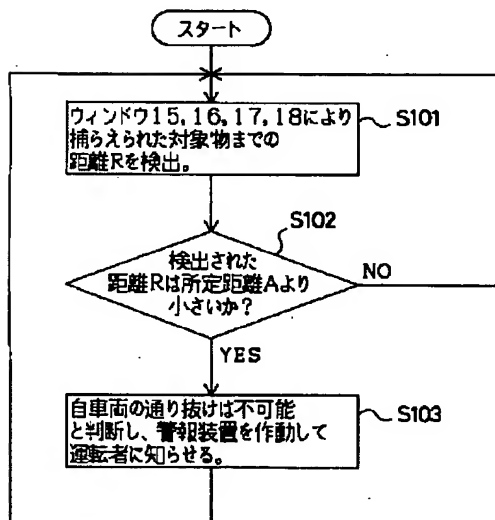 スタート
ウィンドウ15,16,17,18により
捕らえられた対象物までの
距離Rを検出。
S101
S102
検出された
距離Rは所定距離Aより
小さいか?
NO
YES
自車両の通り抜けは不可能
と判断し、警報装置を作動して
運転者に知らせる。
S103